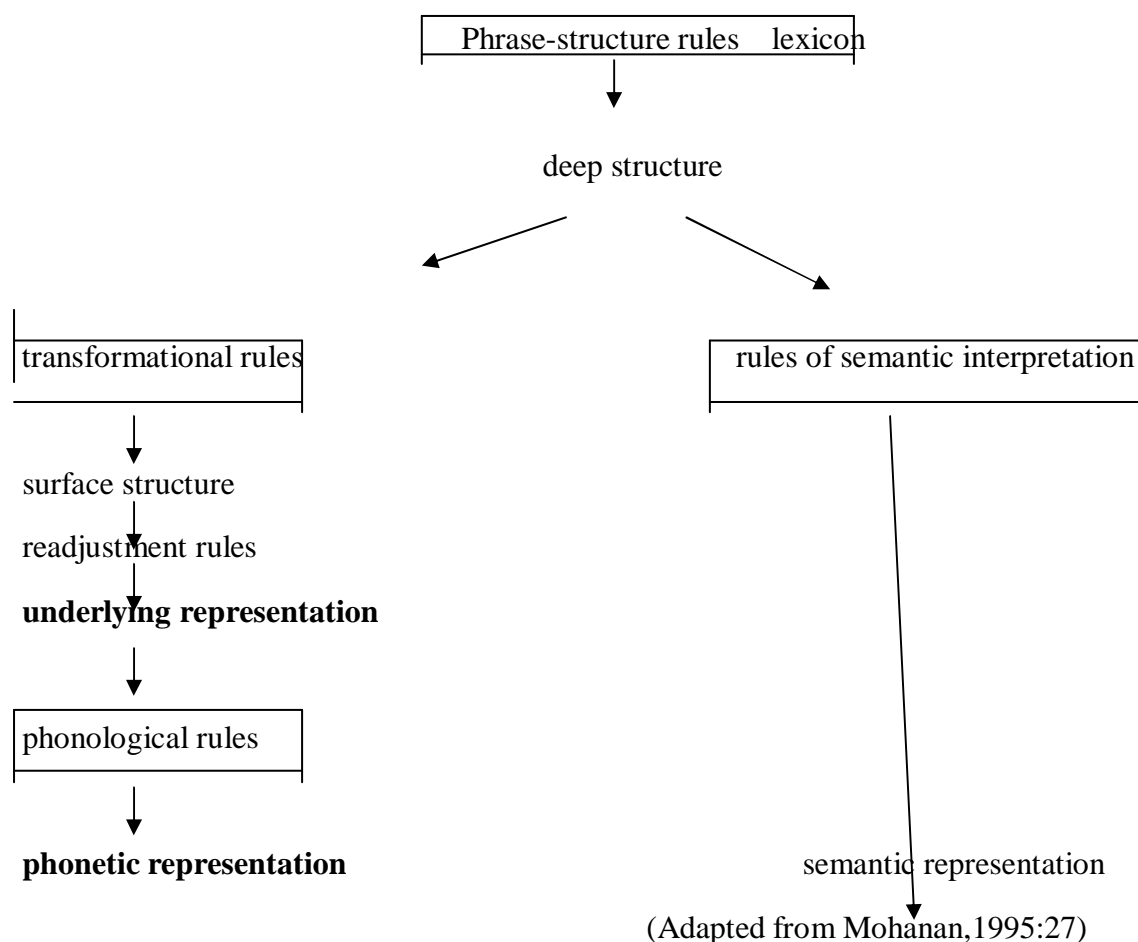 Phrase-structure rules lexicon
deep structure
transformational rules
rules of semantic interpretation
surface structure
readjustment rules
underlying representation
phonological rules
phonetic representation
semantic representation
(Adapted from Mohanan,1995:27)